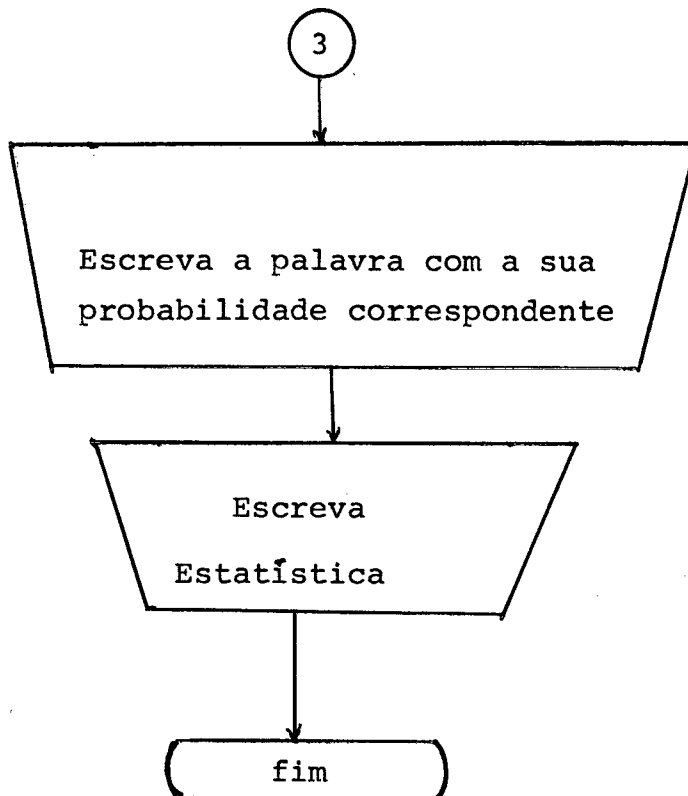 3
Escreva a palavra com a sua
probabilidade correspondente
Escreva
Estatística
fim